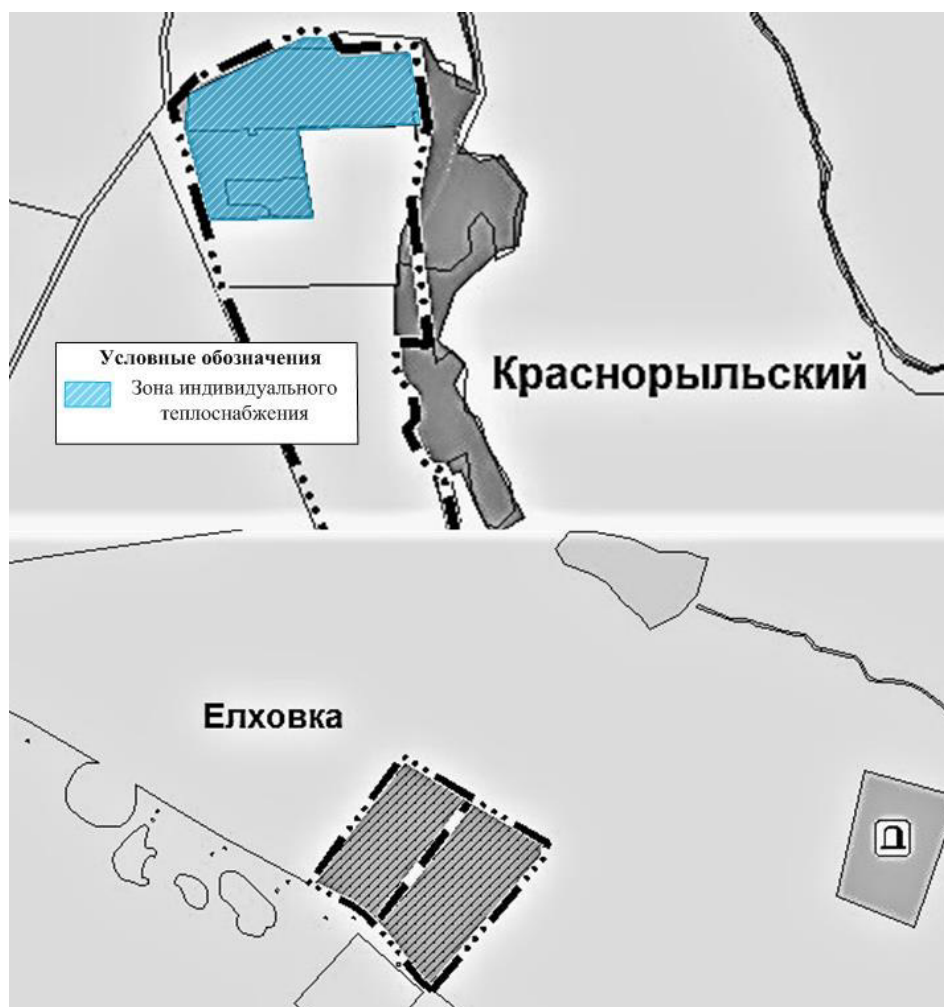 Условные обозначения
Зона индивидуального
теплоснабжения
Краснорыльский
Елховка